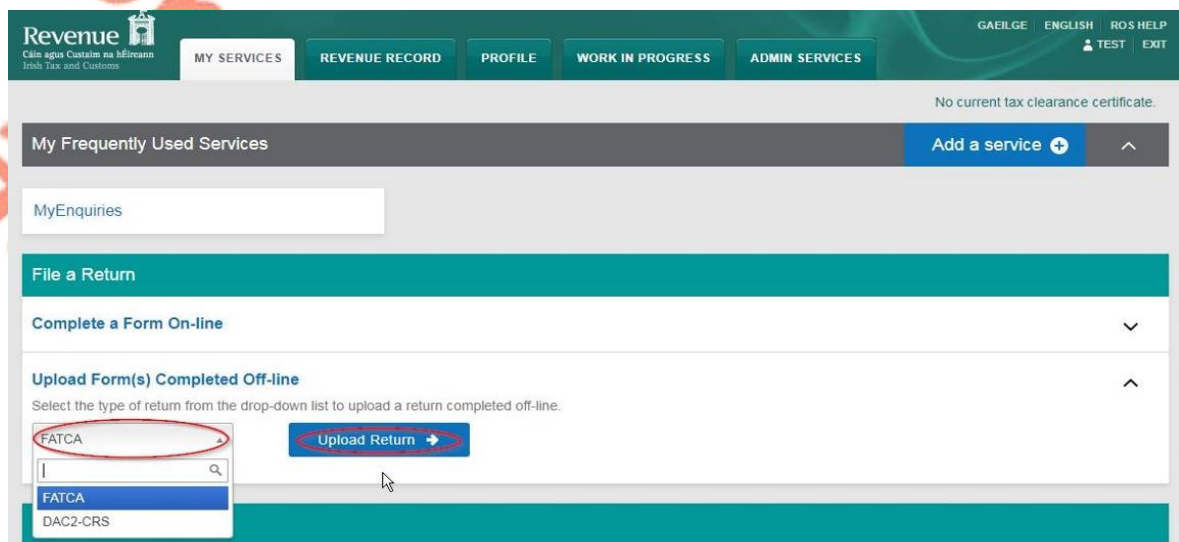 GAEILGE ENGLISH ROS HELP
TEST EXIT
Revenue
Cáin agus Custaim na hÉireann
Irish Tax and Customs
MY SERVICES REVENUE RECORD PROFILE WORK IN PROGRESS ADMIN SERVICES
No current tax clearance certificate.
My Frequently Used Services Add a service
MyEnquiries
File a Return
Complete a Form On-line
Upload Form(s) Completed Off-line
Select the type of return from the drop-down list to upload a return completed off-line.
FATCA Upload Return
FATCA
DAC2-CRS